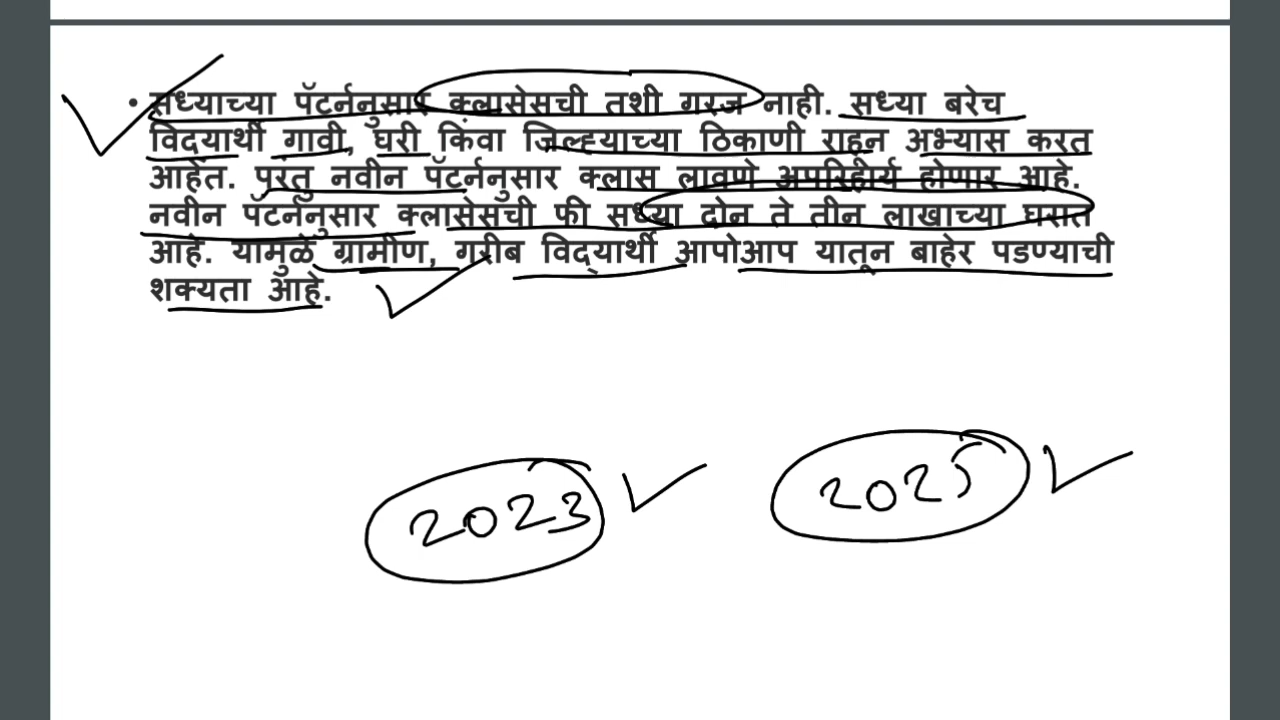 • सध्याच्या पॅटर्ननुसार क्लासेसची तशी गरज नाही. सध्या बरेच
विद्यार्थी गावी, घरी किंवा जिल्ह्याच्या ठिकाणी राहून अभ्यास करत
आहेत. परंतु नवीन पॅटर्ननुसार क्लास लावणे अपरिहार्य होणार आहे.
नवीन पॅटर्ननुसार क्लासेसची फी सध्या दोन ते तीन लाखाच्या घरात
आहे. यामुळे ग्रामीण, गरीब विद्यार्थी आपोआप यातून बाहेर पडण्याची
शक्यता आहे.
2023 2025